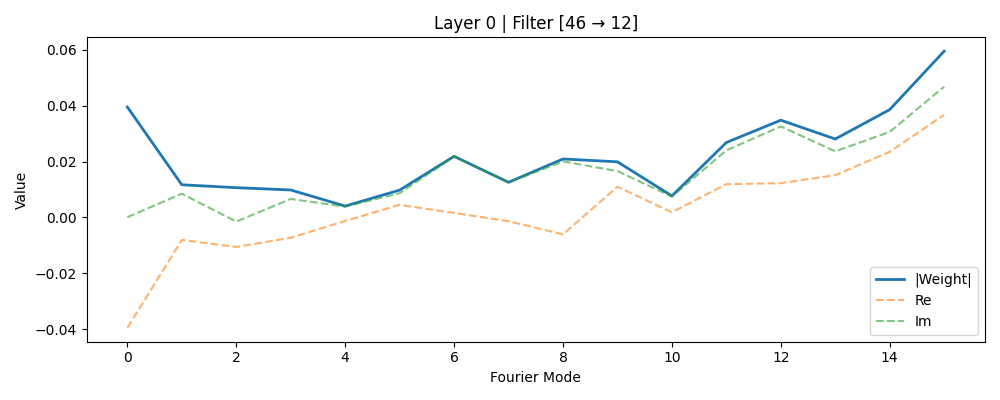 Layer 0 | Filter [46 → 12]
Value
0.06
0.04
0.02
0.00
−0.02
−0.04
|Weight|
Re
Im
0 2 4 6 8 10 12 14
Fourier Mode